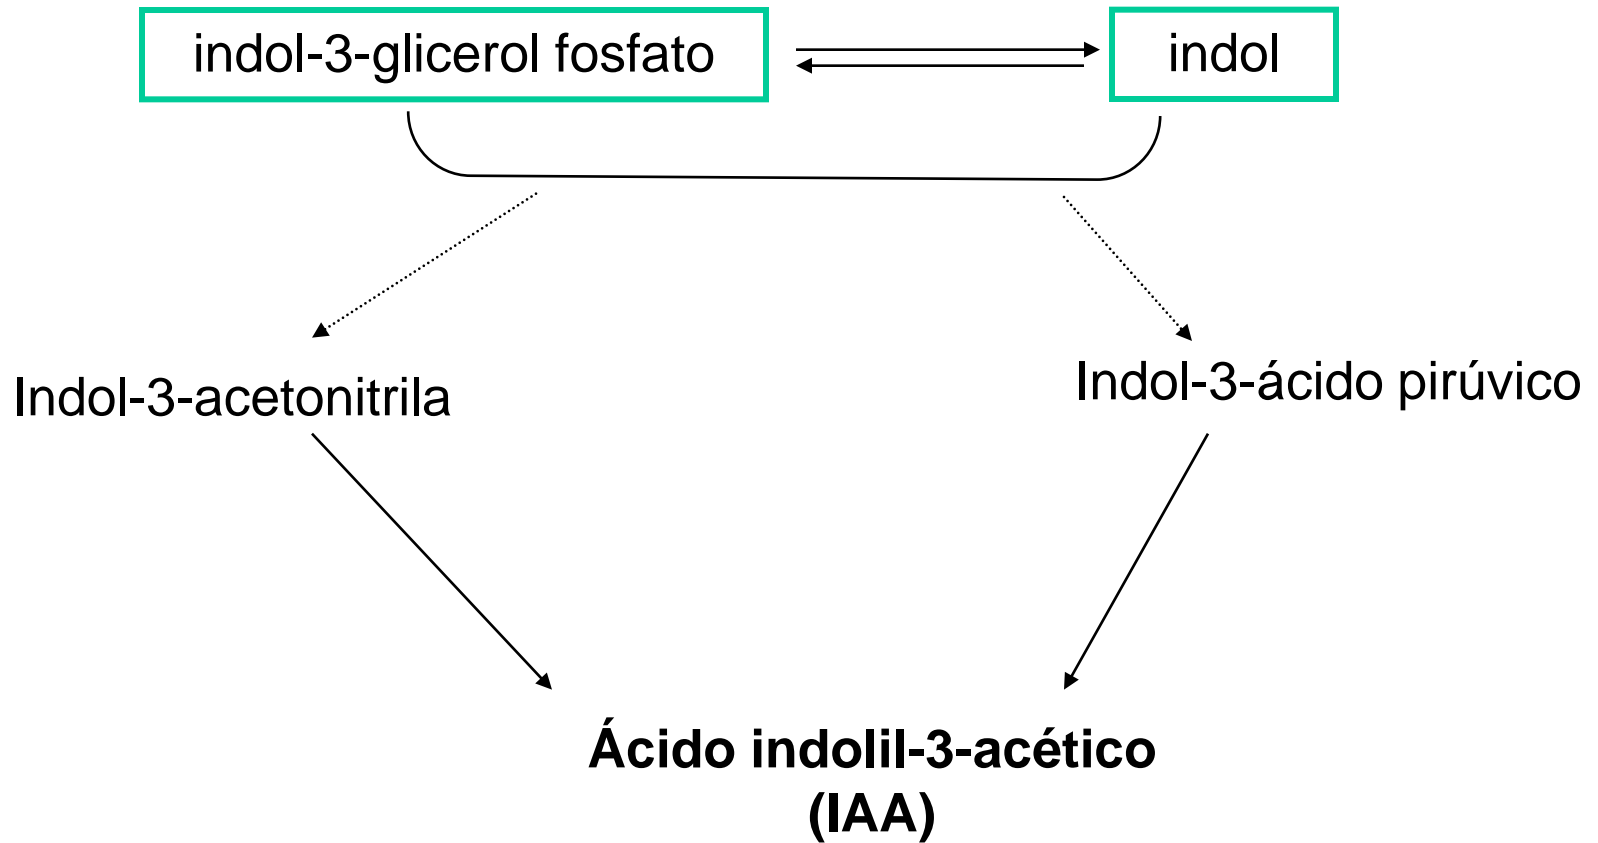 indol-3-glicerol fosfato
indol
Indol-3-acetonitrila
Indol-3-ácido pirúvico
Ácido indolil-3-acético
(IAA)